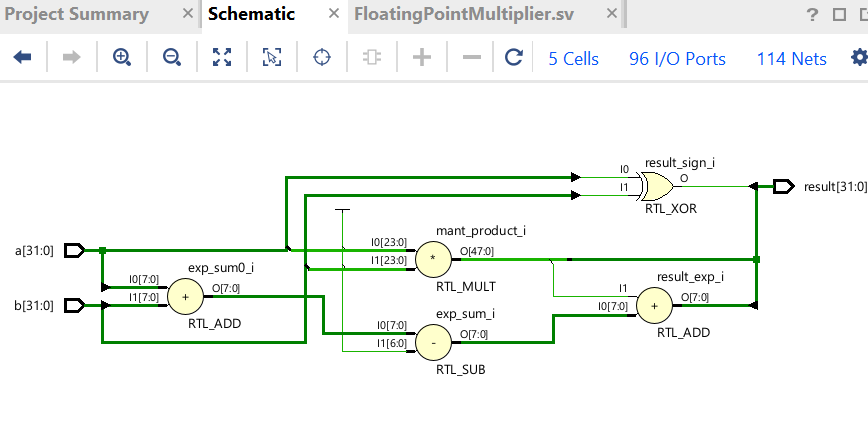 Project Summary × Schematic × FloatingPointMultiplier.sv × ?
5 Cells 96 I/O Ports 114 Nets
result_sign_i
I0 O
I1
result[31:0]
RTL_XOR
mant_product_i
a[31:0]
I0[23:0] O[47:0]
I1[23:0]
*
exp_sum0_i
result_exp_i
I0[7:0] O[7:0]
RTL_MULT
I1 O[7:0]
b[31:0]
I1[7:0]
+
I0[7:0]
+
exp_sum_i
RTL_ADD
I0[7:0] O[7:0]
RTL_ADD
I1[6:0]
-
RTL_SUB